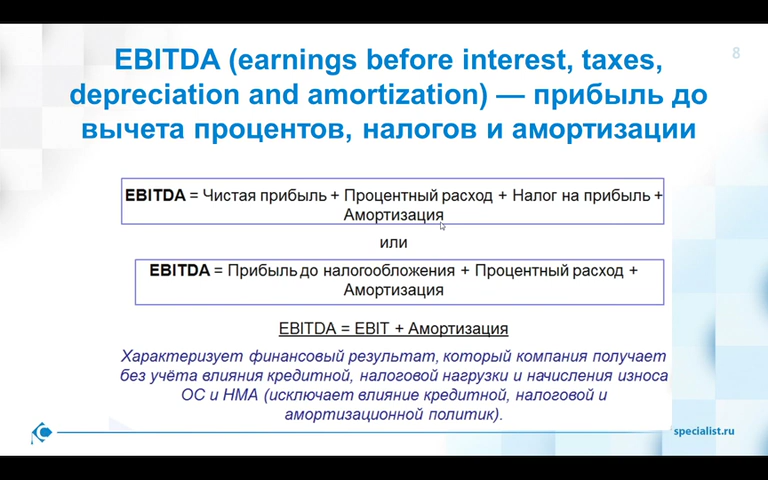 8
EBITDA (earnings before interest, taxes,
depreciation and amortization) — прибыль до
вычета процентов, налогов и амортизации
EBITDA = Чистая прибыль + Процентный расход + Налог на прибыль +
Амортизация
или
EBITDA = Прибыль до налогообложения + Процентный расход +
Амортизация
EBITDA = EBIT + Амортизация
Характеризует финансовый результат, который компания получает
без учёта влияния кредитной, налоговой нагрузки и начисления износа
ОС и НМА (исключает влияние кредитной, налоговой и
амортизационной политик).
specialist.ru